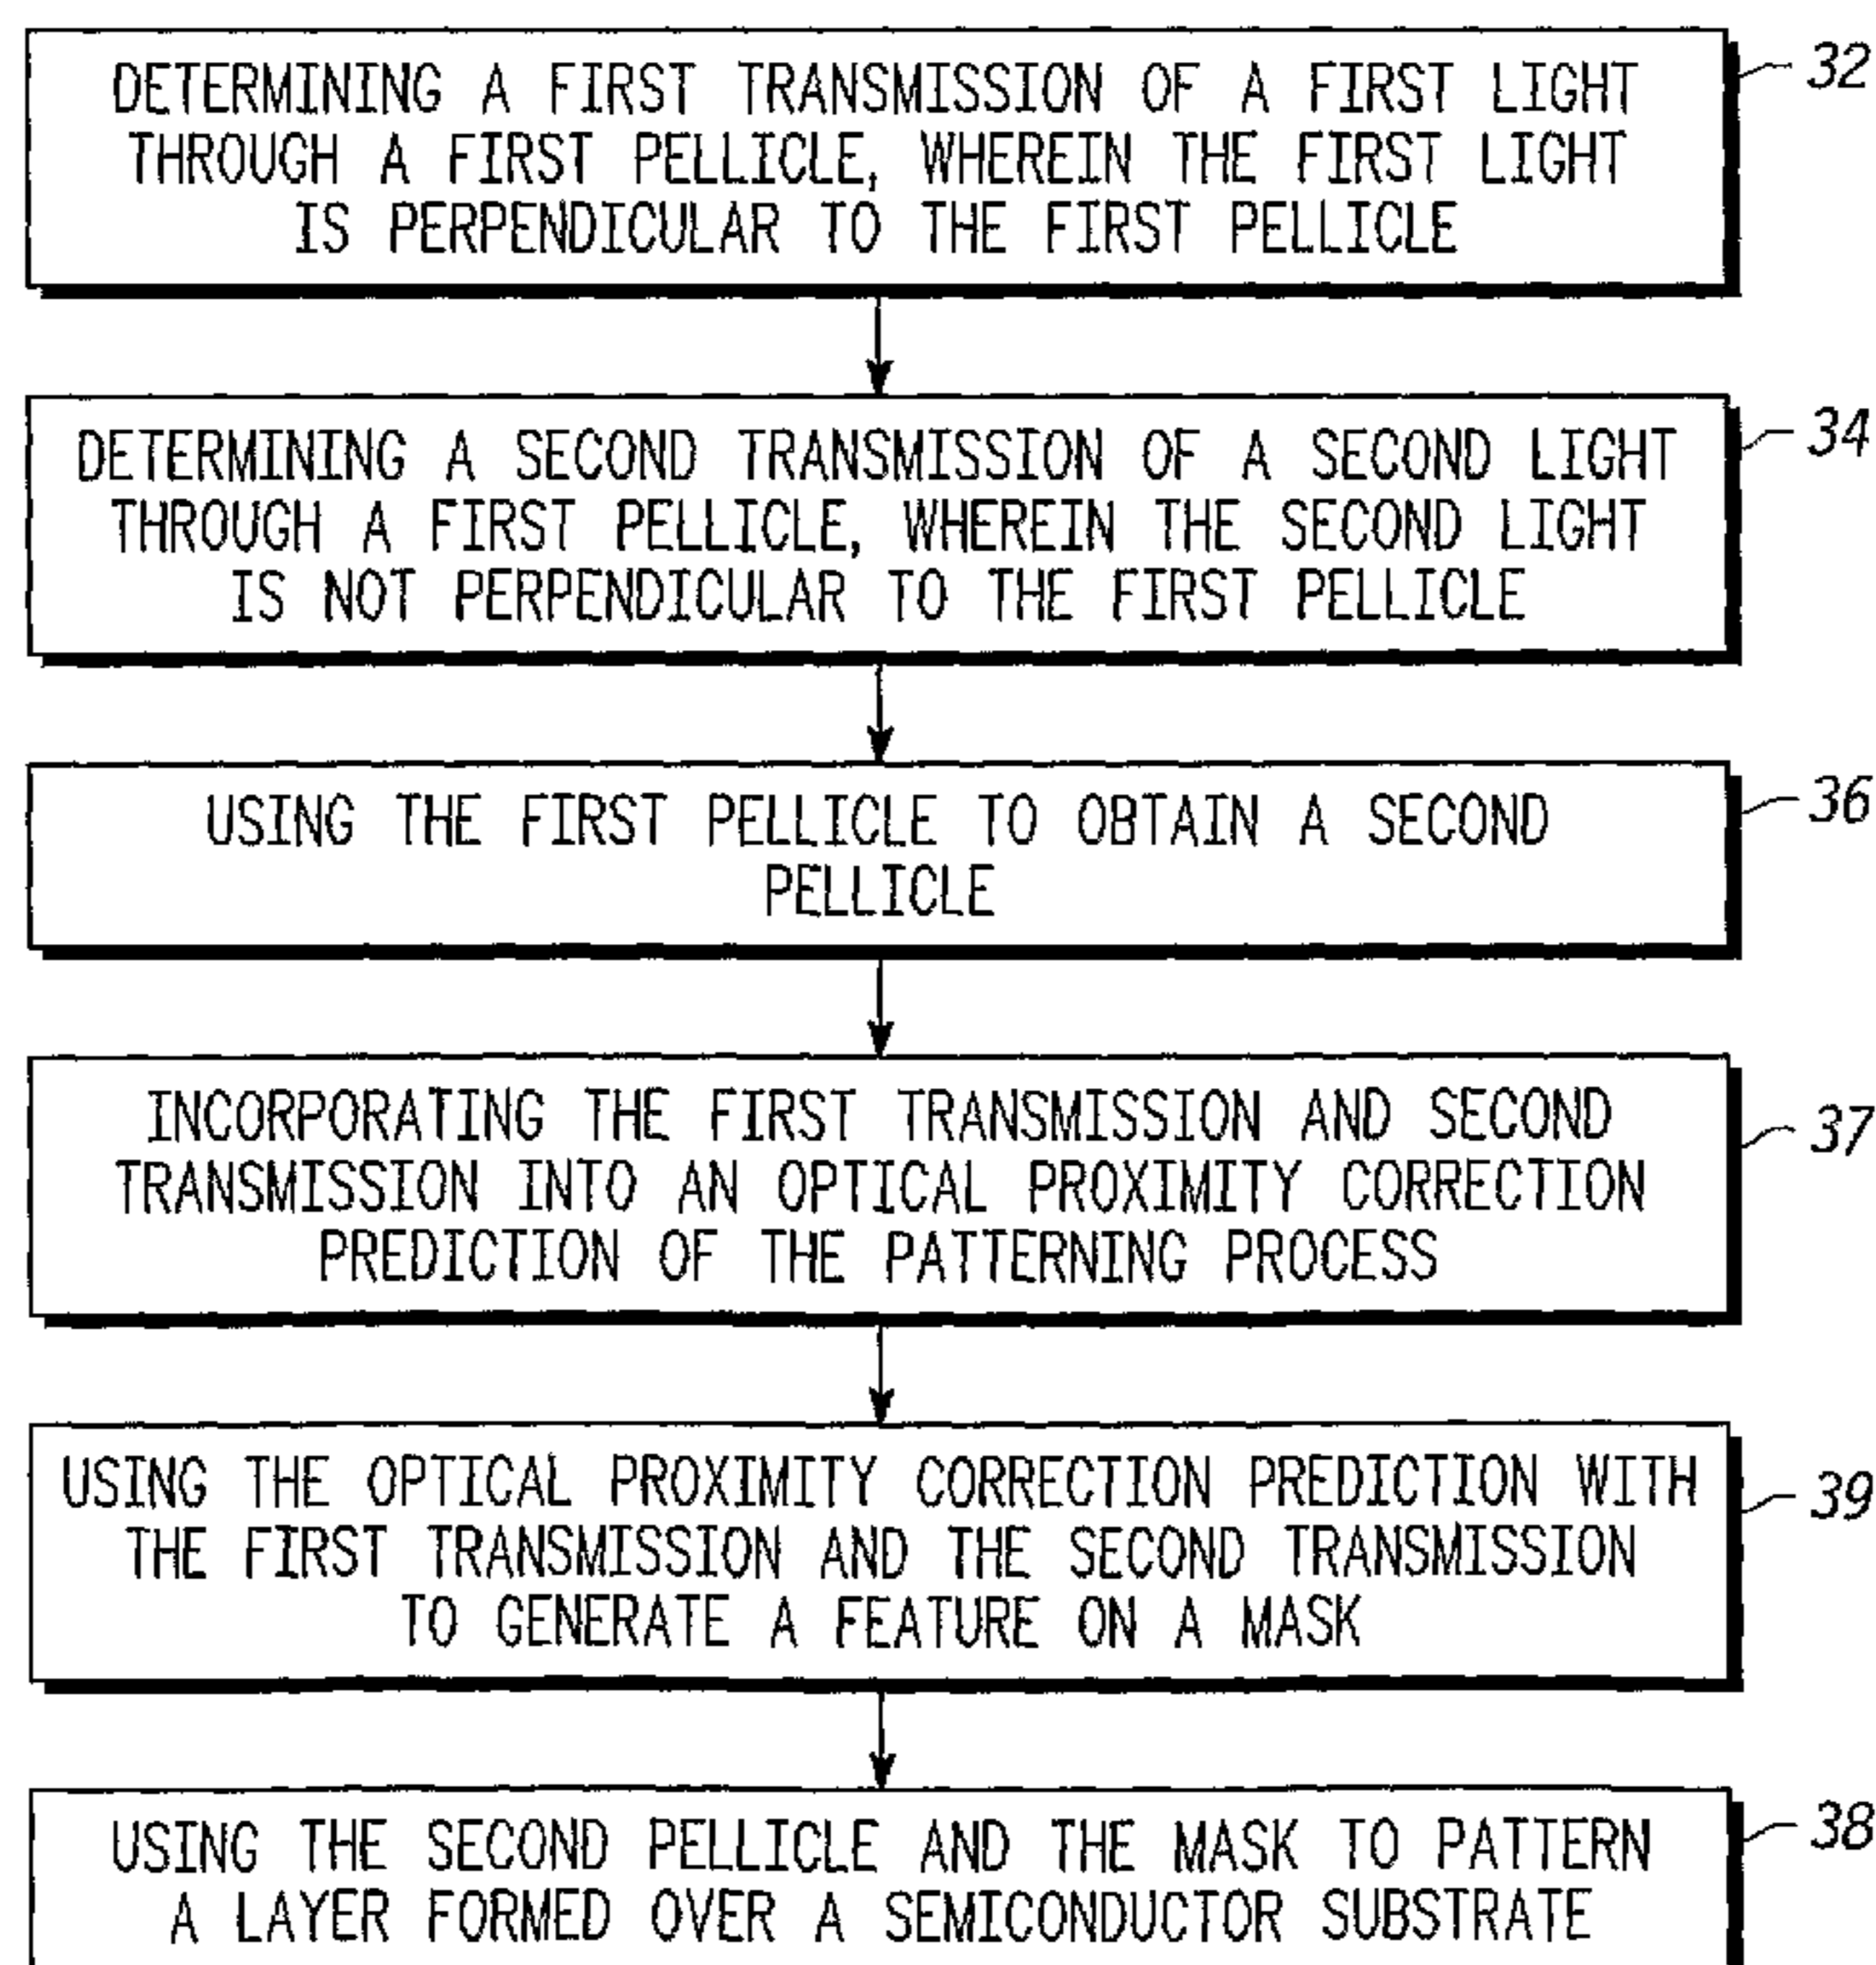 DETERMINING A FIRST TRANSMISSION OF A FIRST LIGHT
THROUGH A FIRST PELLICLE, WHEREIN THE FIRST LIGHT
IS PERPENDICULAR TO THE FIRST PELLICLE
32
DETERMINING A SECOND TRANSMISSION OF A SECOND LIGHT
THROUGH A FIRST PELLICLE, WHEREIN THE SECOND LIGHT
IS NOT PERPENDICULAR TO THE FIRST PELLICLE
34
USING THE FIRST PELLICLE TO OBTAIN A SECOND
PELLICLE
36
INCORPORATING THE FIRST TRANSMISSION AND SECOND
TRANSMISSION INTO AN OPTICAL PROXIMITY CORRECTION
PREDICTION OF THE PATTERNING PROCESS
37
USING THE OPTICAL PROXIMITY CORRECTION PREDICTION WITH
THE FIRST TRANSMISSION AND THE SECOND TRANSMISSION
TO GENERATE A FEATURE ON A MASK
39
USING THE SECOND PELLICLE AND THE MASK TO PATTERN
A LAYER FORMED OVER A SEMICONDUCTOR SUBSTRATE
38